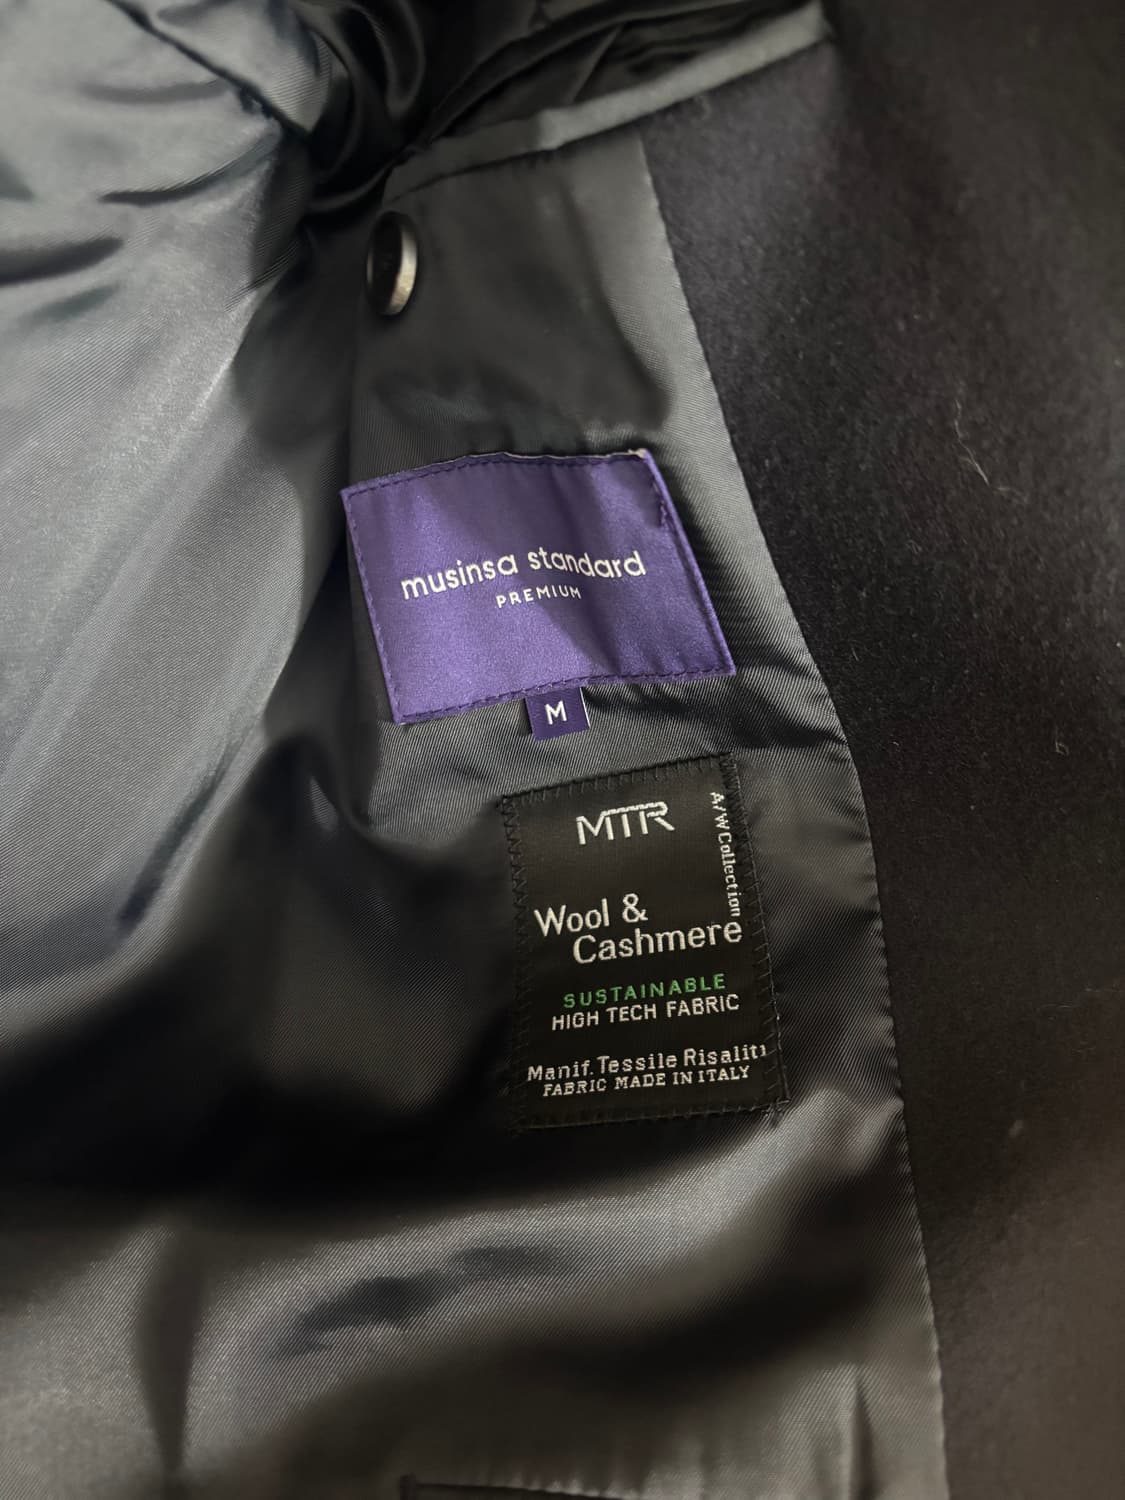 musinsa standard
PREMIUM
M
MTR
A/W Collection
Wool &
Cashmere
SUSTAINABLE
HIGH TECH FABRIC
Manif. Tessile Risaliti
FABRIC MADE IN ITALY